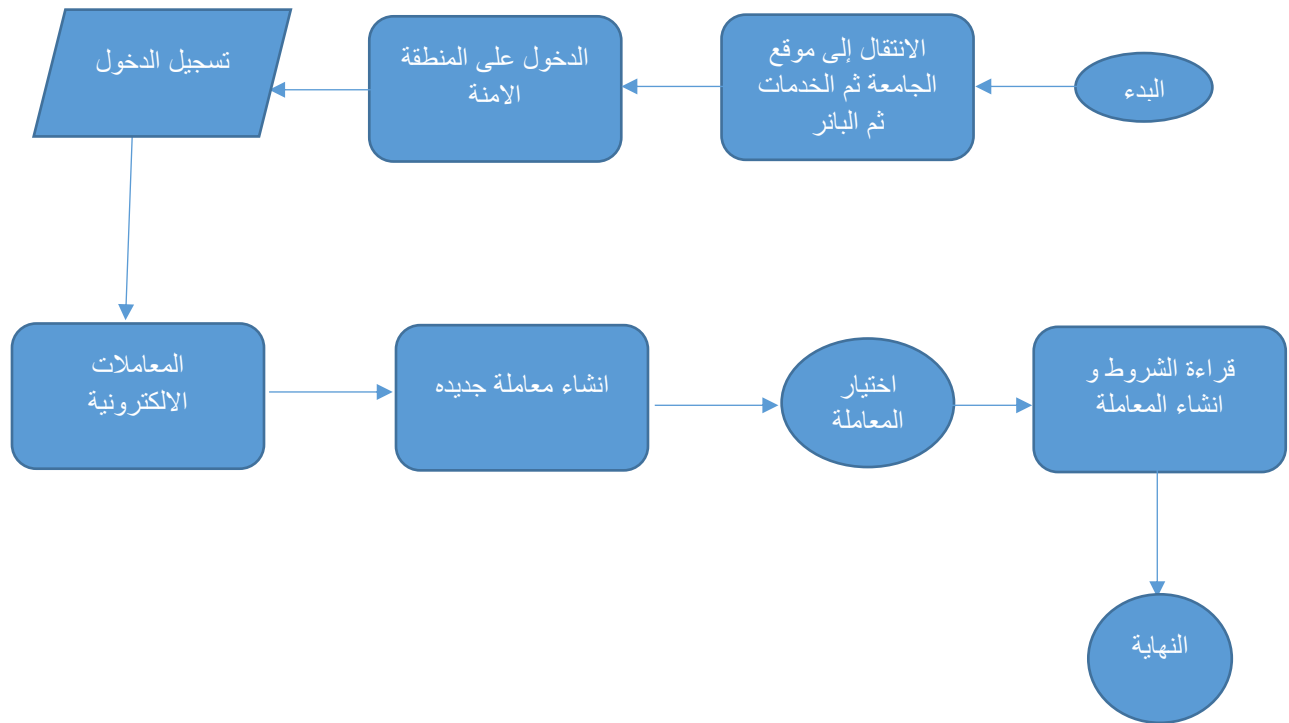 البدء
الانتقال إلى موقع
الجامعة ثم الخدمات
ثم البانر
الدخول على المنطقة
الامنة
تسجيل الدخول
المعاملات
الالكترونية
انشاء معاملة جديده
اختيار
المعاملة
قراءة الشروط و
انشاء المعاملة
النهاية